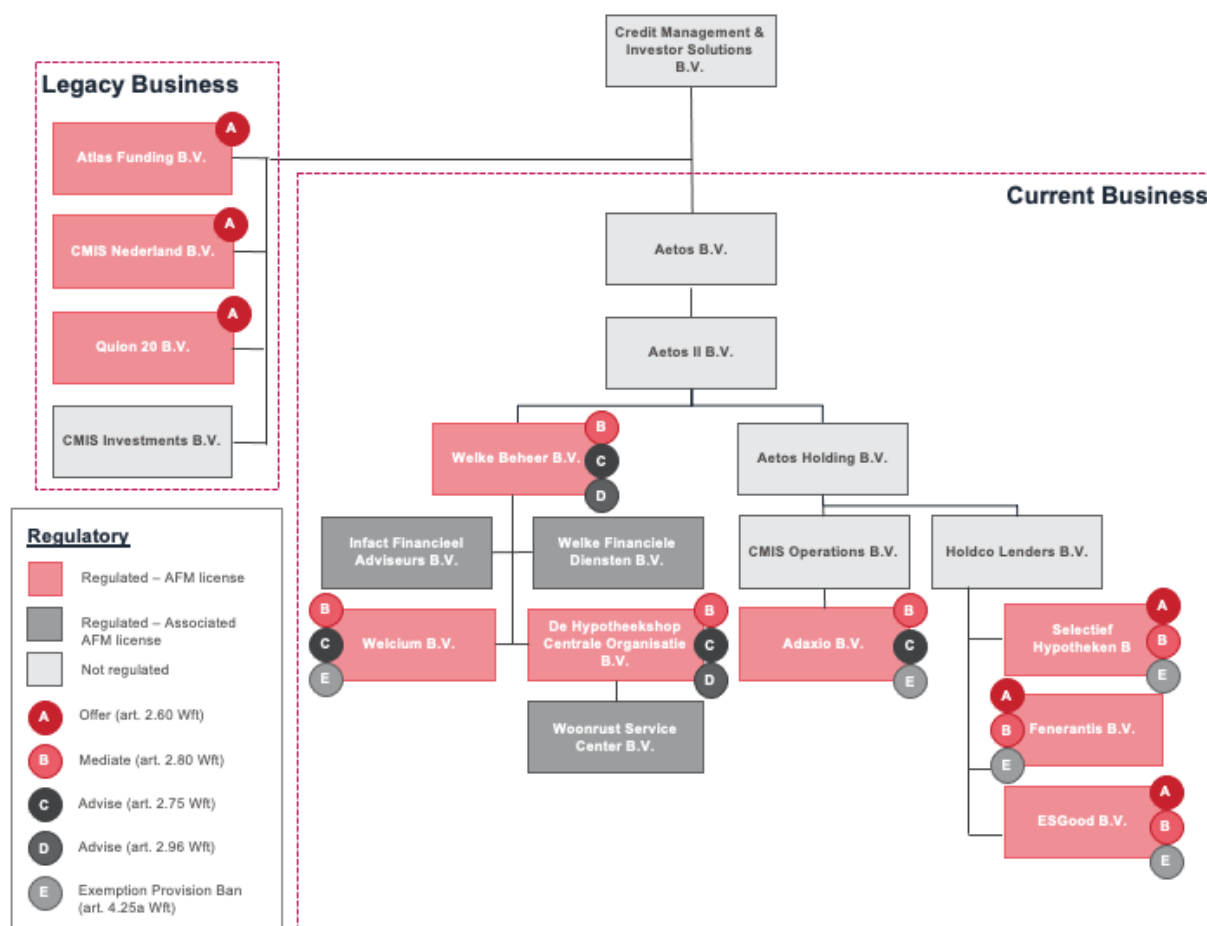 Credit Management &
Investor Solutions
B.V.
Legacy Business
A
Atlas Funding B.V.
A
CMIS Nederland B.V.
A
Quion 20 B.V.
CMIS Investments B.V.
Current Business
Aetos B.V.
Aetos II B.V.
Welke Beheer B.V.
B
C
D
Aetos Holding B.V.
Infact Financieel
Adviseurs B.V.
Welke Financiele
Diensten B.V.
CMIS Operations B.V.
Holdco Lenders B.V.
B
C
E
Welcium B.V.
De Hypotheekshop
Centrale Organisatie
B.V.
B
C
D
Adaxio B.V.
B
C
E
Selectief
Hypotheken B
A
B
E
Woonrust Service
Center B.V.
A
B
E
Fenerantis B.V.
ESGood B.V.
A
B
E
Regulatory
Regulated – AFM license
Regulated – Associated
AFM license
Not regulated
A Offer (art. 2.60 Wft)
B Mediate (art. 2.80 Wft)
C Advise (art. 2.75 Wft)
D Advise (art. 2.96 Wft)
E Exemption Provision Ban
(art. 4.25a Wft)